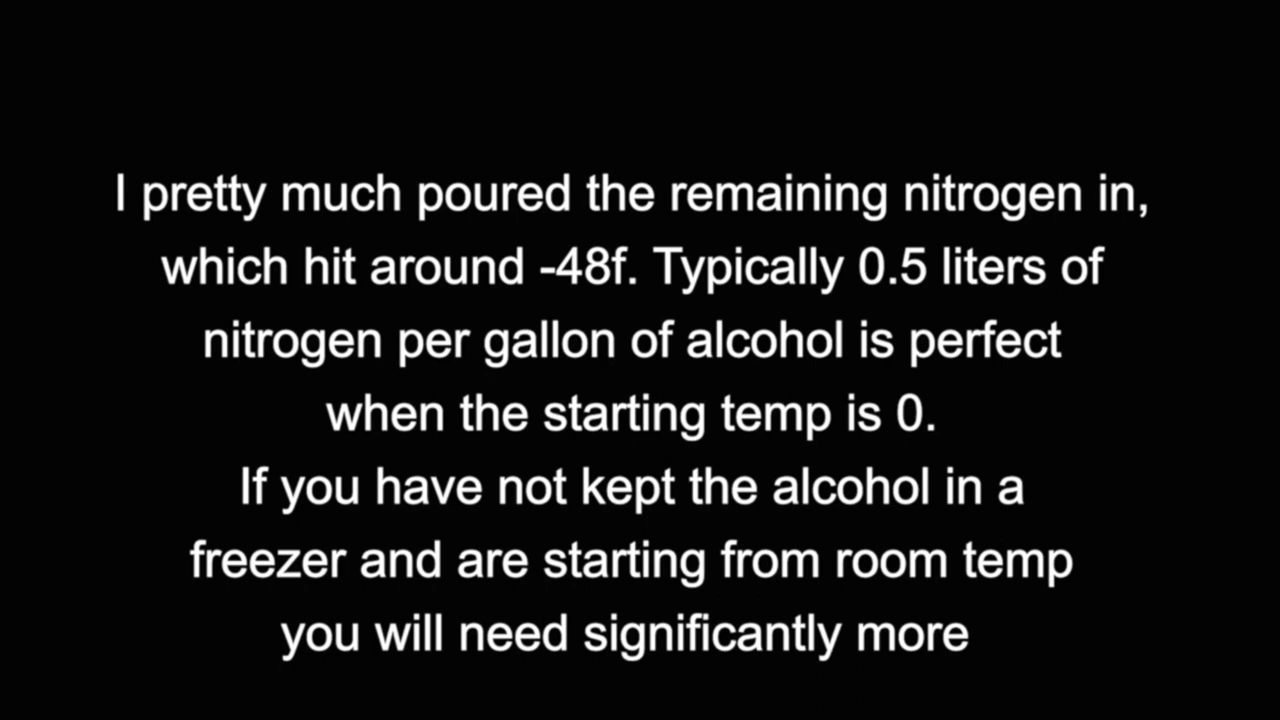 I pretty much poured the remaining nitrogen in,
which hit around -48f. Typically 0.5 liters of
nitrogen per gallon of alcohol is perfect
when the starting temp is 0.
If you have not kept the alcohol in a
freezer and are starting from room temp
you will need significantly more